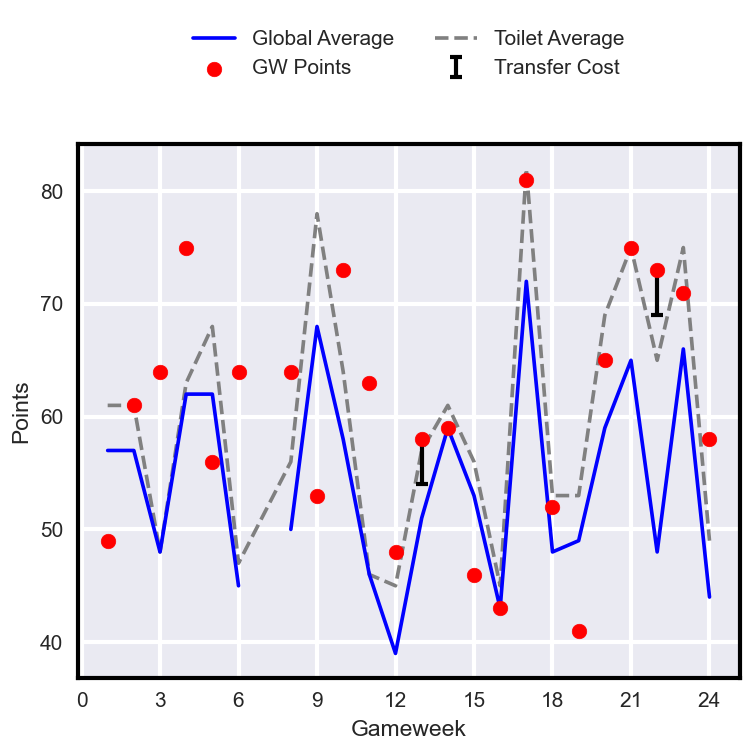 Global Average
GW Points
Toilet Average
Transfer Cost
80
70
60
50
40
Points
0 3 6 9 12 15 18 21 24
Gameweek